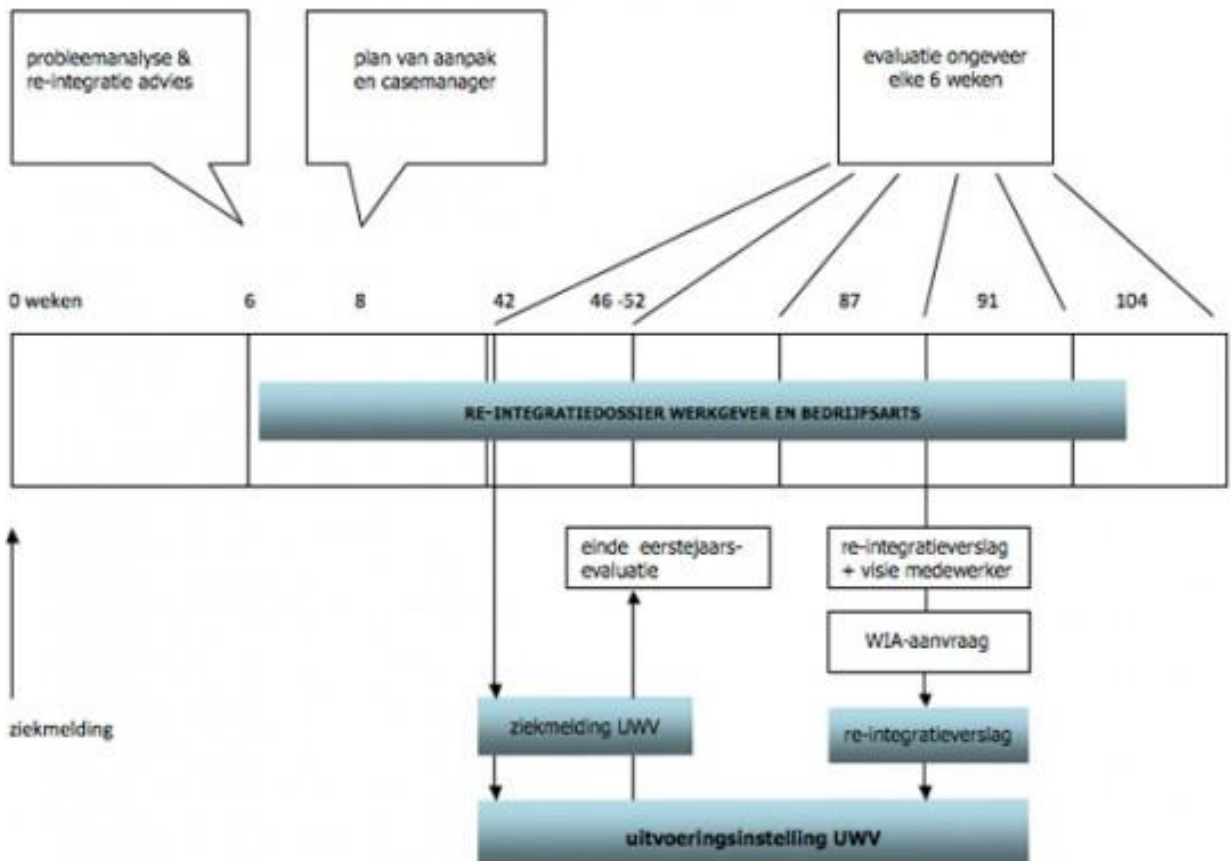 probleemanalyse &
re-integratie advies
plan van aanpak
en casemanager
evaluatie ongeveer
elke 6 weken
0 weken 6 8 42 46 -52 87 91 104
RE-INTEGRATIEDOSSIER WERKGEVER EN BEDRIJFSARTS
einde eerstejaars-
evaluatie
re-integratieverslag
+ visie medewerker
WIA-aanvraag
ziekmelding
ziekmelding UWV
re-integratieverslag
uitvoeringsinstelling UWV